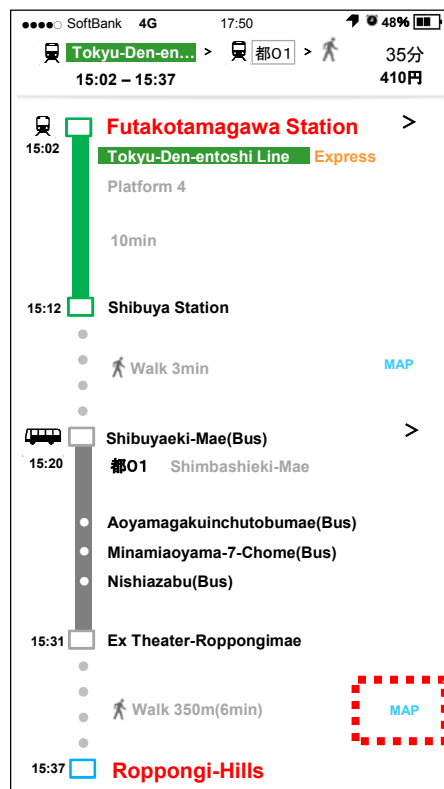 SoftBank 4G 17:50 48%
Tokyu-Den-en... > 都01 > 35分
15:02 – 15:37 410円
Futakotamagawa Station >
15:02
Tokyu-Den-entoshi Line Express
Platform 4
10min
15:12 Shibuya Station
Walk 3min MAP
Shibuyaeki-Mae(Bus) >
15:20 都01 Shimbashieki-Mae
Aoyamagakuinchutobumae(Bus)
Minamiaoyama-7-Chome(Bus)
Nishiazabu(Bus)
15:31 Ex Theater-Roppongimae
Walk 350m(6min) MAP
15:37 Roppongi-Hills